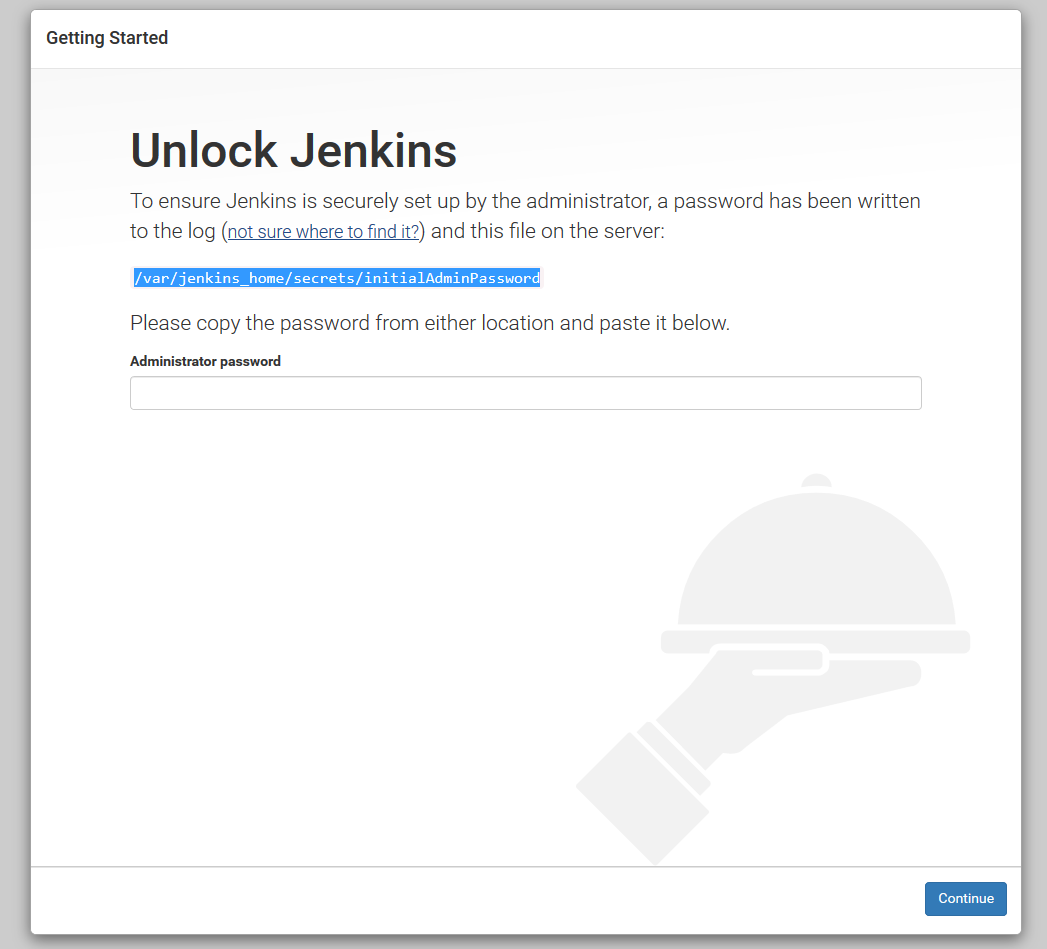 Getting Started
Unlock Jenkins
To ensure Jenkins is securely set up by the administrator, a password has been written
to the log (not sure where to find it?) and this file on the server:
/var/jenkins_home/secrets/initialAdminPassword
Please copy the password from either location and paste it below.
Administrator password
Continue